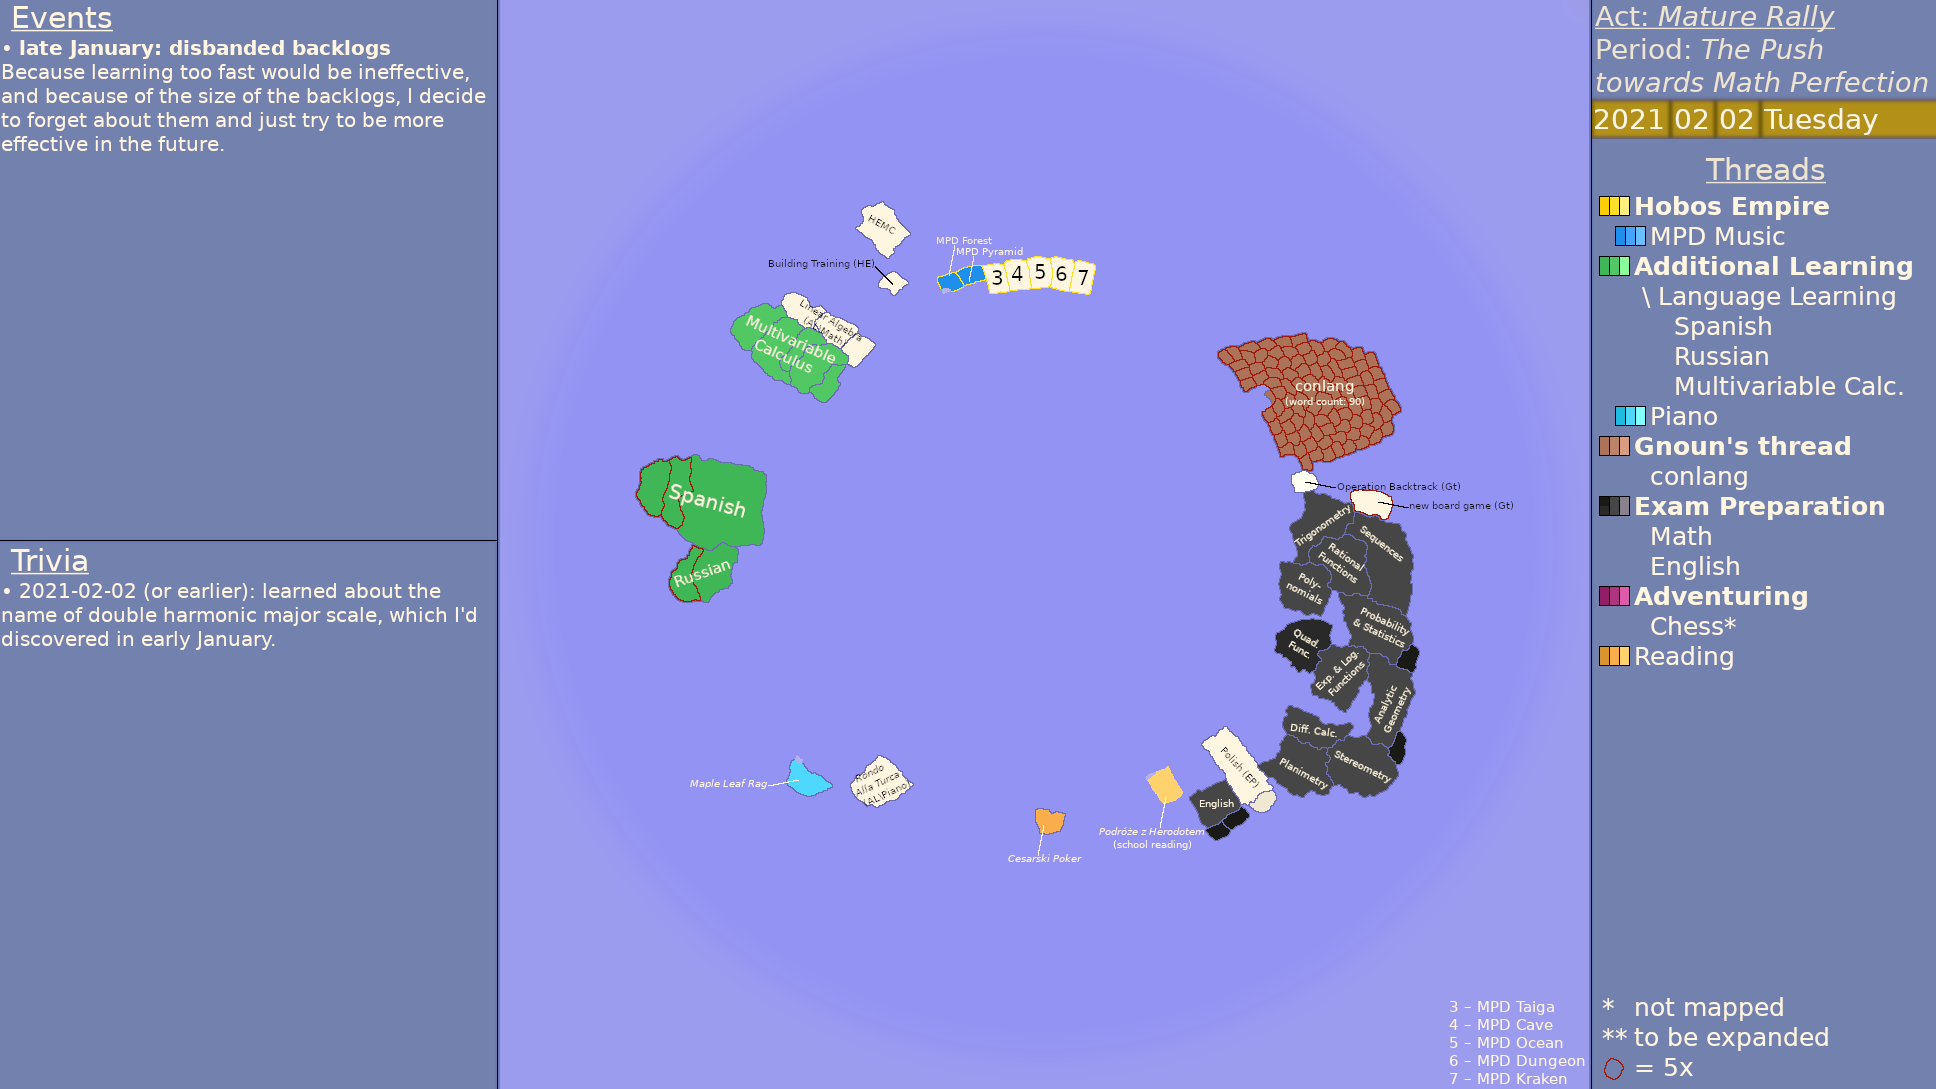 Events
• late January: disbanded backlogs
Because learning too fast would be ineffective,
and because of the size of the backlogs, I decide
to forget about them and just try to be more
effective in the future.
Trivia
• 2021-02-02 (or earlier): learned about the
name of double harmonic major scale, which I'd
discovered in early January.
HEMC
Building Training (HE)
MPD Forest
MPD Pyramid
3 4 5 6 7
Linear Algebra
(AL\Math)
Multivariable
Calculus
conlang
(word count: 90)
Operation Backtrack (Gt)
new board game (Gt)
Spanish
Russian
Trigonometry
Sequences
Rational
Functions
Poly-
nomials
Probability
& Statistics
Quad.
Func.
Exp. & Log.
Functions
Analytic
Geometry
Diff. Calc.
Planimetry
Stereometry
Polish (EP)
English
Maple Leaf Rag
Rondo
Alla Turca
(AL\Piano)
Cesarski Poker
Podróże z Herodotem
(school reading)
3 – MPD Taiga
4 – MPD Cave
5 – MPD Ocean
6 – MPD Dungeon
7 – MPD Kraken
Act: Mature Rally
Period: The Push
towards Math Perfection
2021 02 02 Tuesday
Threads
Hobos Empire
MPD Music
Additional Learning
\ Language Learning
Spanish
Russian
Multivariable Calc.
Piano
Gnoun's thread
conlang
Exam Preparation
Math
English
Adventuring
Chess*
Reading
* not mapped
** to be expanded
= 5x